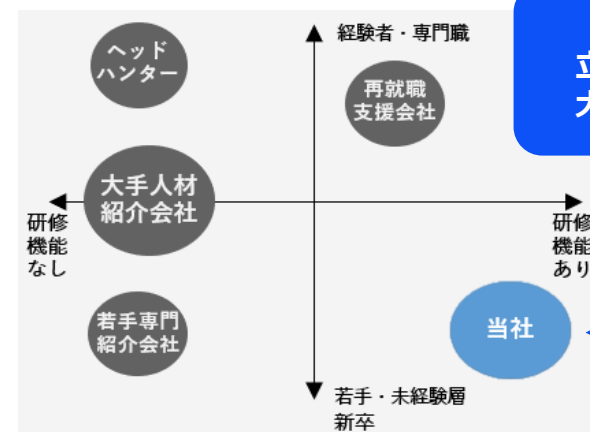 経験者・専門職
ヘッド
ハンター
再就職
支援会社
大手人材
紹介会社
研修
機能
なし
研修
機能
あり
若手専門
紹介会社
当社
若手・未経験層
新卒